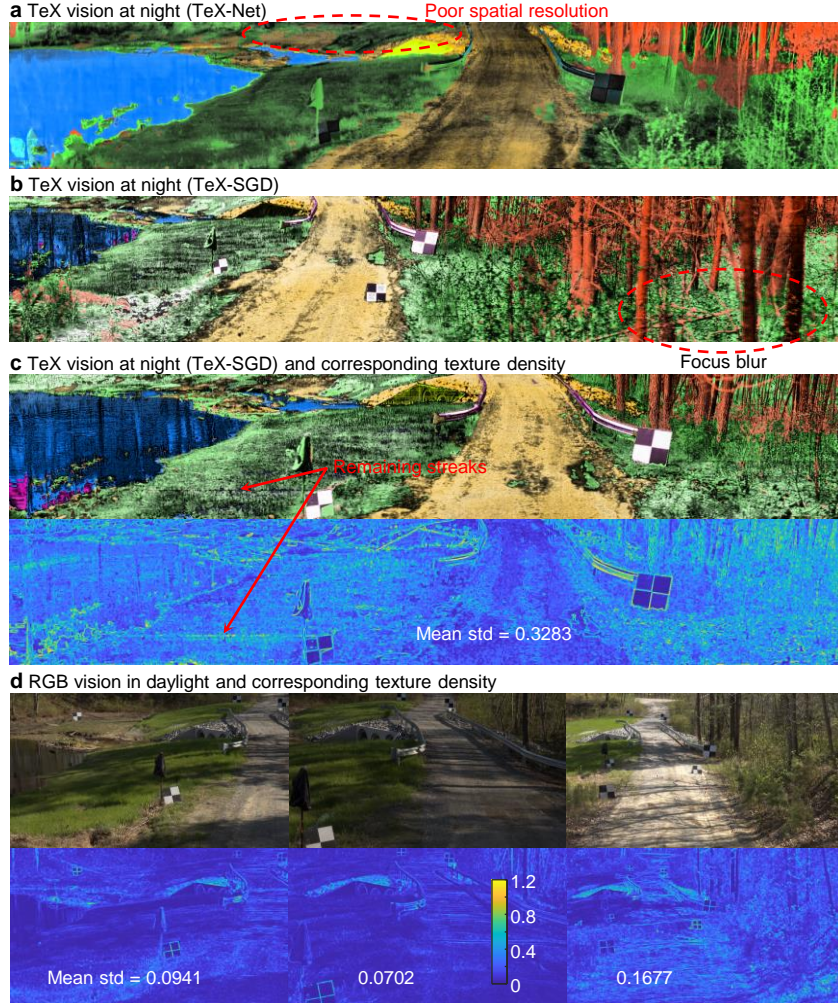 a TeX vision at night (TeX-Net)
Poor spatial resolution
b TeX vision at night (TeX-SGD)
Focus blur
c TeX vision at night (TeX-SGD) and corresponding texture density
Remaining streaks
Mean std = 0.3283
d RGB vision in daylight and corresponding texture density
1.2
0.8
0.4
0
Mean std = 0.0941
0.0702
0.1677